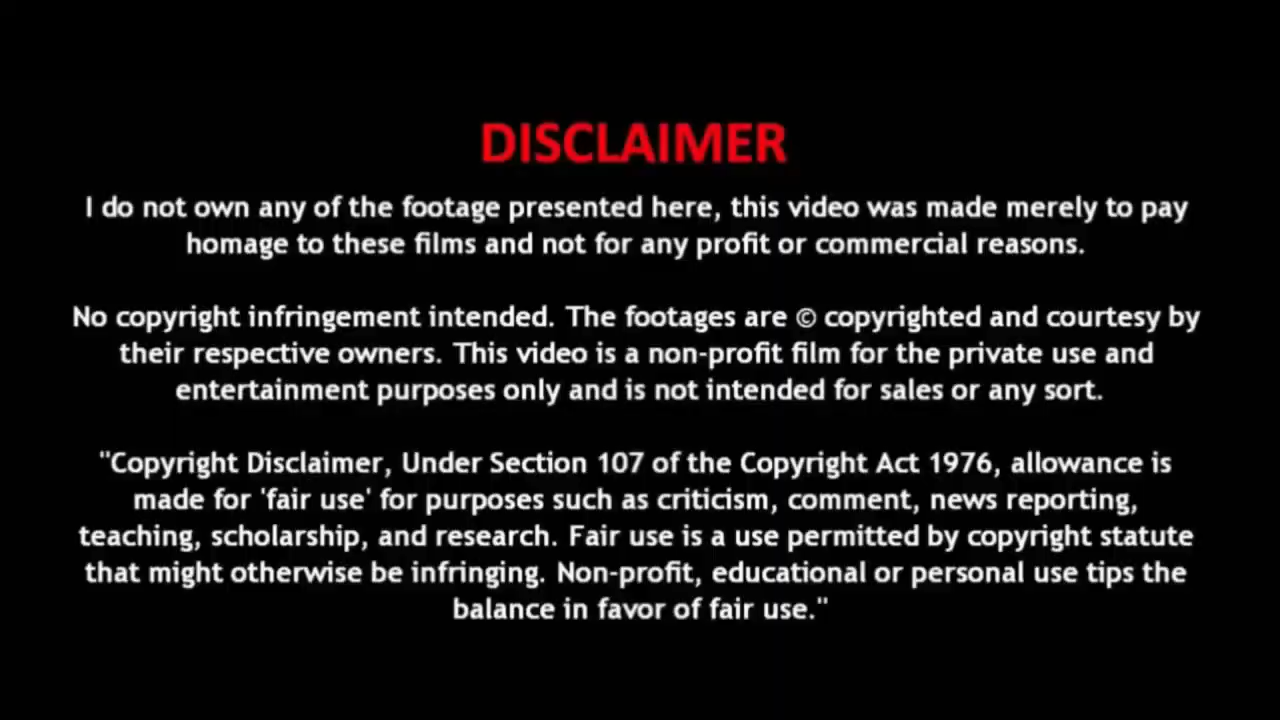 DISCLAIMER
I do not own any of the footage presented here, this video was made merely to pay
homage to these films and not for any profit or commercial reasons.
No copyright infringement intended. The footages are © copyrighted and courtesy by
their respective owners. This video is a non-profit film for the private use and
entertainment purposes only and is not intended for sales or any sort.
"Copyright Disclaimer, Under Section 107 of the Copyright Act 1976, allowance is
made for 'fair use' for purposes such as criticism, comment, news reporting,
teaching, scholarship, and research. Fair use is a use permitted by copyright statute
that might otherwise be infringing. Non-profit, educational or personal use tips the
balance in favor of fair use."